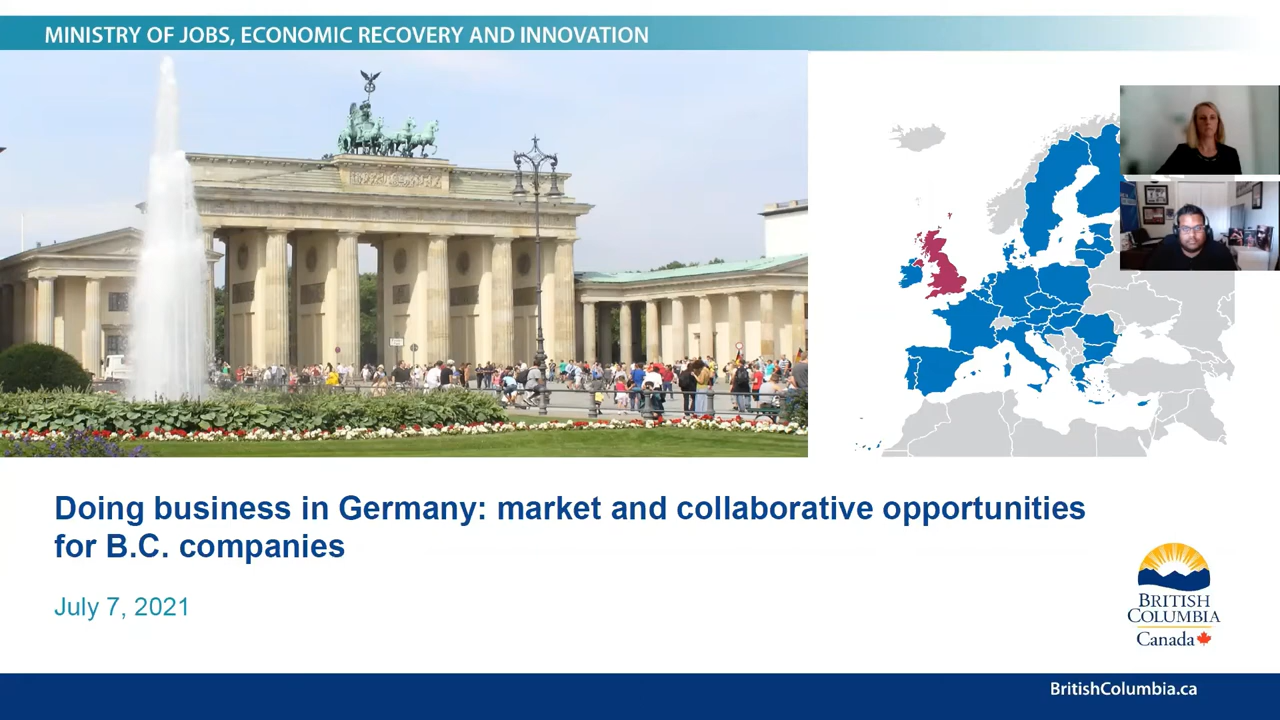 MINISTRY OF JOBS, ECONOMIC RECOVERY AND INNOVATION
Doing business in Germany: market and collaborative opportunities
for B.C. companies
July 7, 2021
BRITISH
COLUMBIA
Canada
BritishColumbia.ca